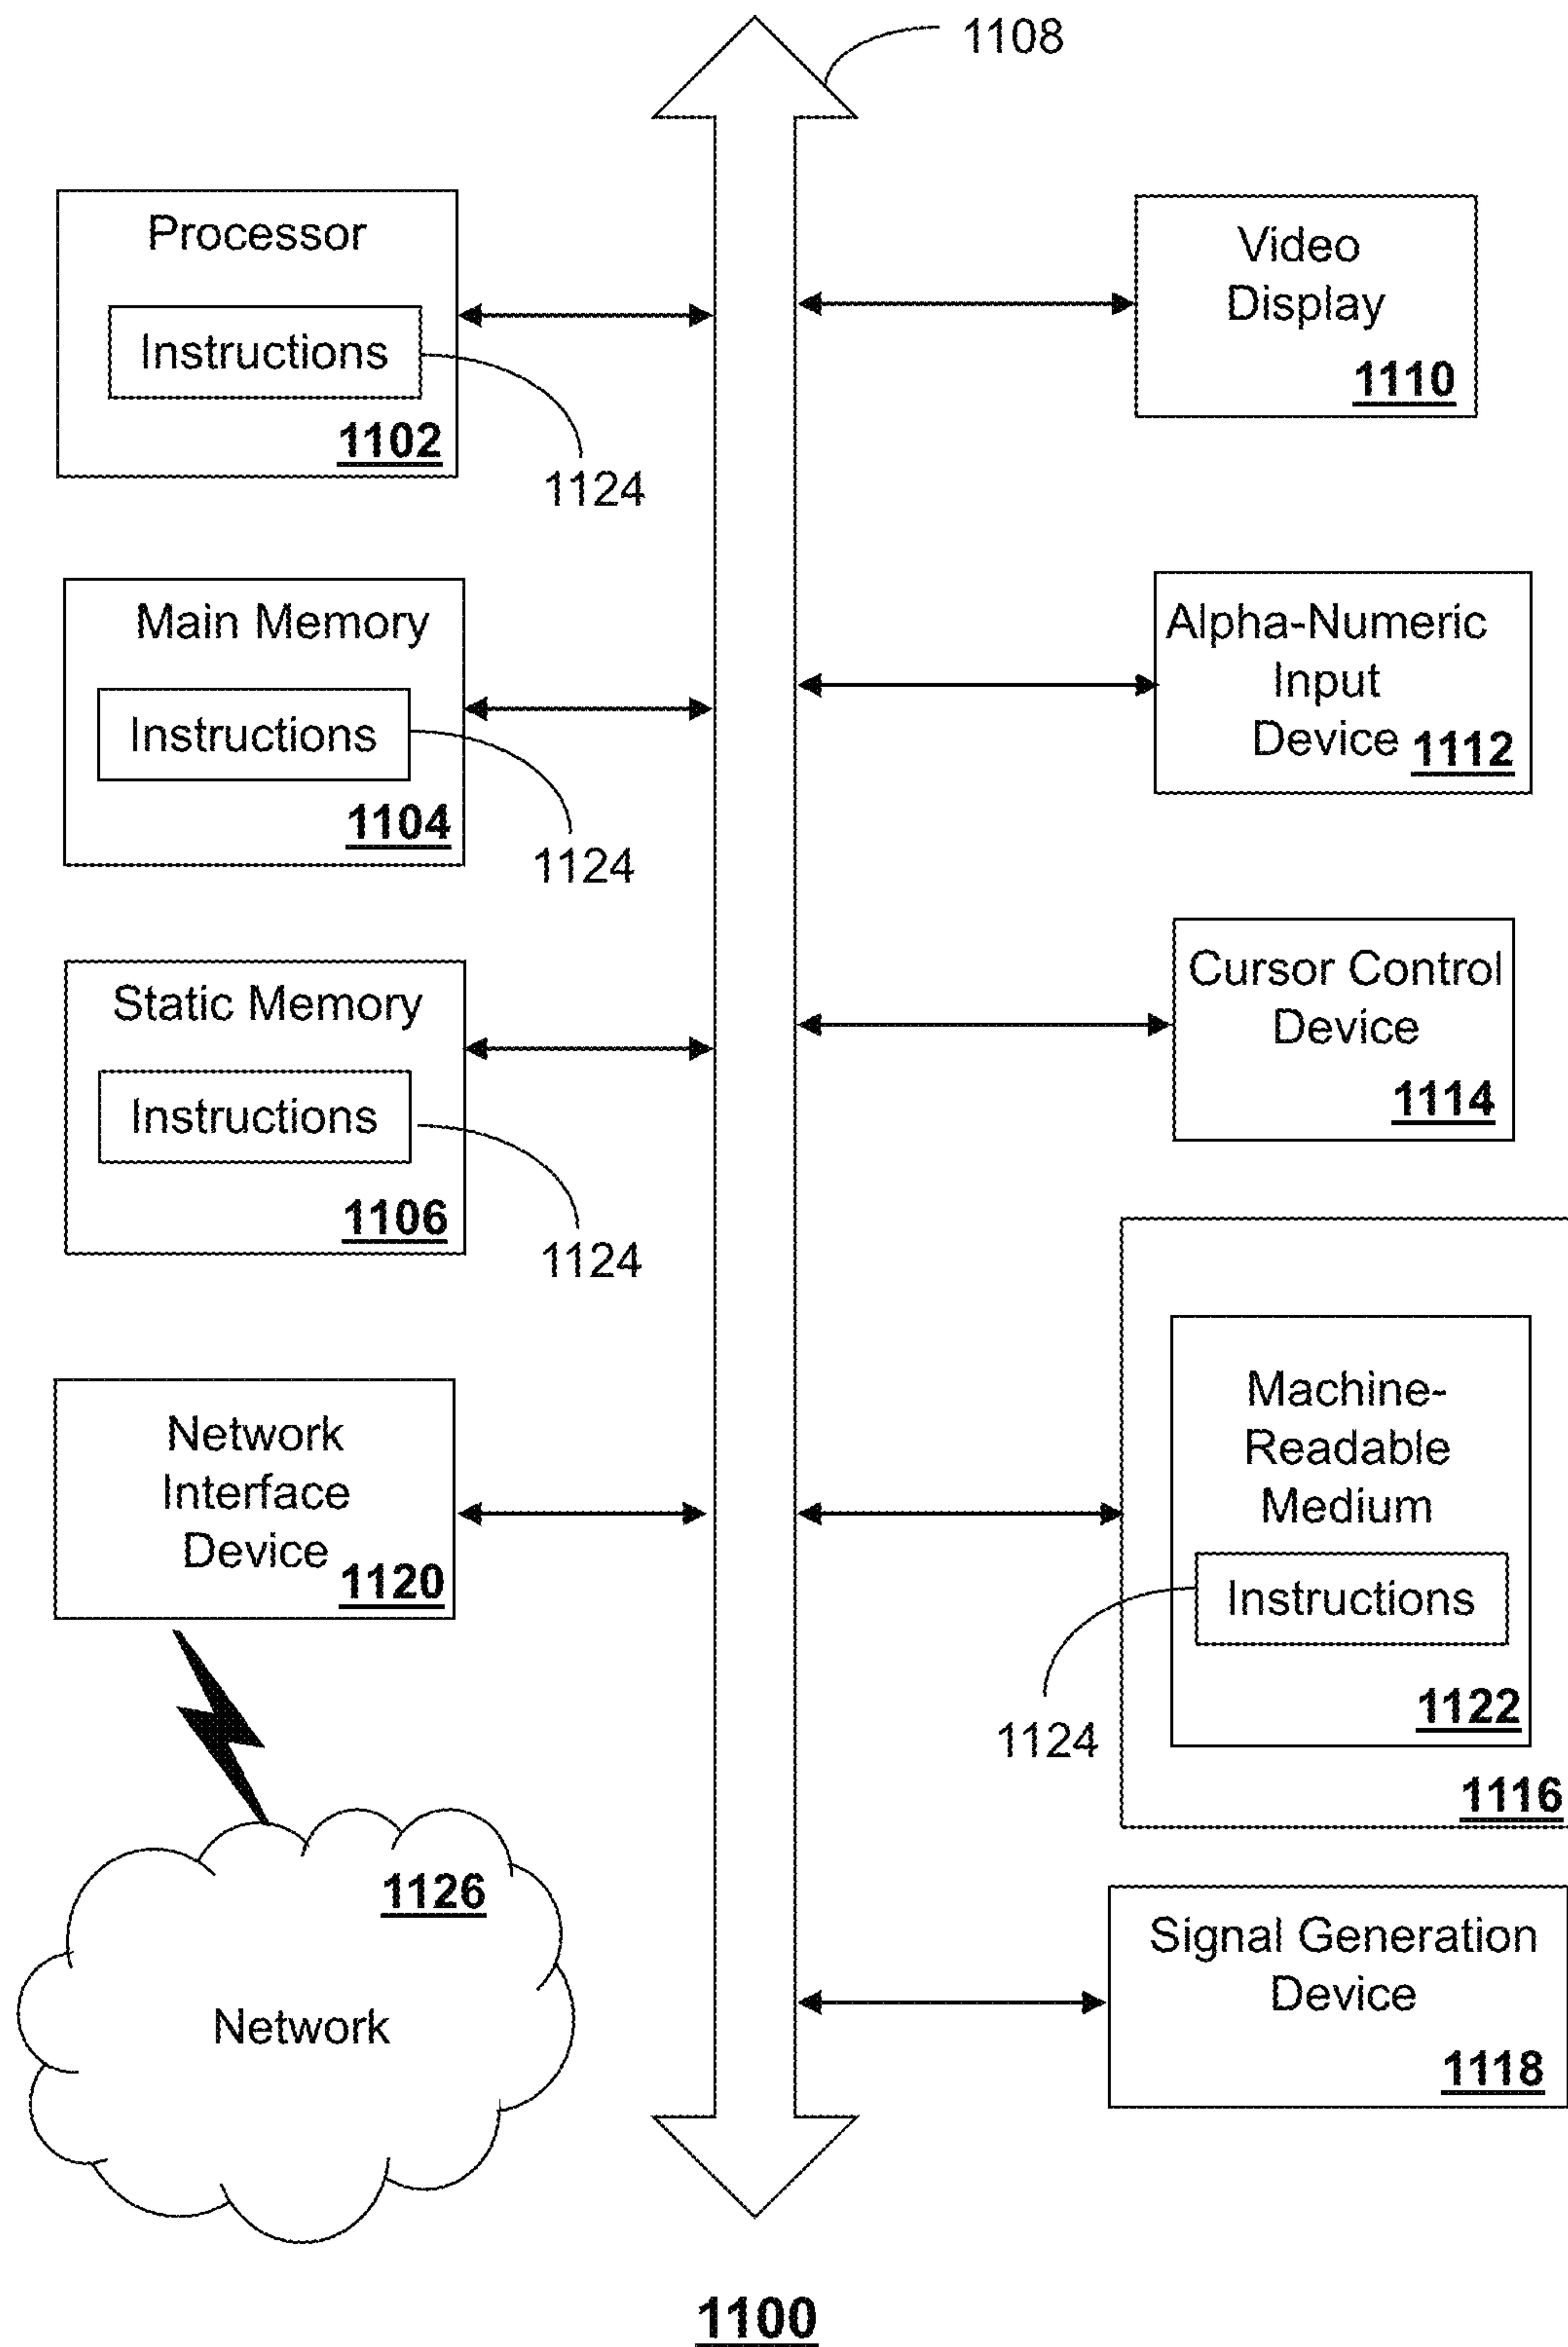 1108
Processor
Instructions
1102
1124
Video
Display
1110
Main Memory
Instructions
1104
1124
Alpha-Numeric
Input
Device 1112
Static Memory
Instructions
1106
1124
Cursor Control
Device
1114
Network
Interface
Device
1120
Machine-
Readable
Medium
Instructions
1122
1124
1116
1126
Network
Signal Generation
Device
1118
1100